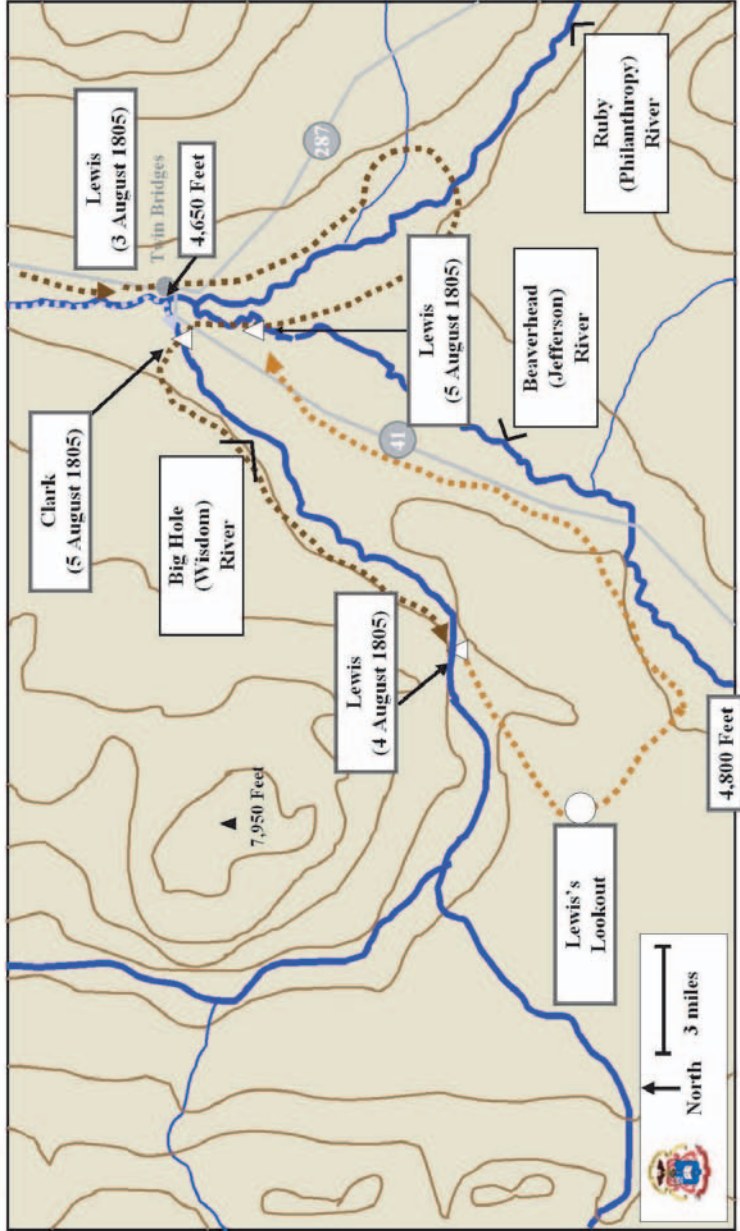 Lewis
(3 August 1805)
Twin Bridges
4,650 Feet
287
Clark
(5 August 1805)
Big Hole
(Wisdom)
River
Lewis
(5 August 1805)
41
Ruby
(Philanthropy)
River
Beaverhead
(Jefferson)
River
Lewis
(4 August 1805)
7,950 Feet
Lewis's
Lookout
4,800 Feet
North
3 miles